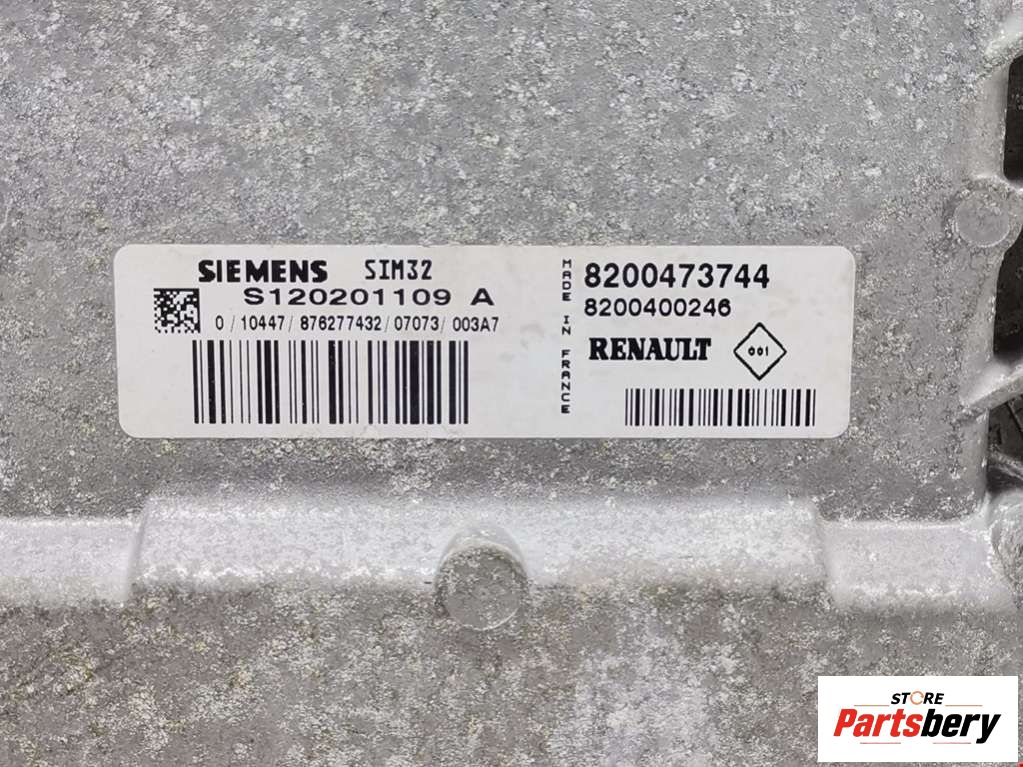 SIEMENS SIM32
S120201109 A
0/10447/876277432/07073/003A7
MADE IN FRANCE
8200473744
8200400246
RENAULT 001
STORE
Partsbery